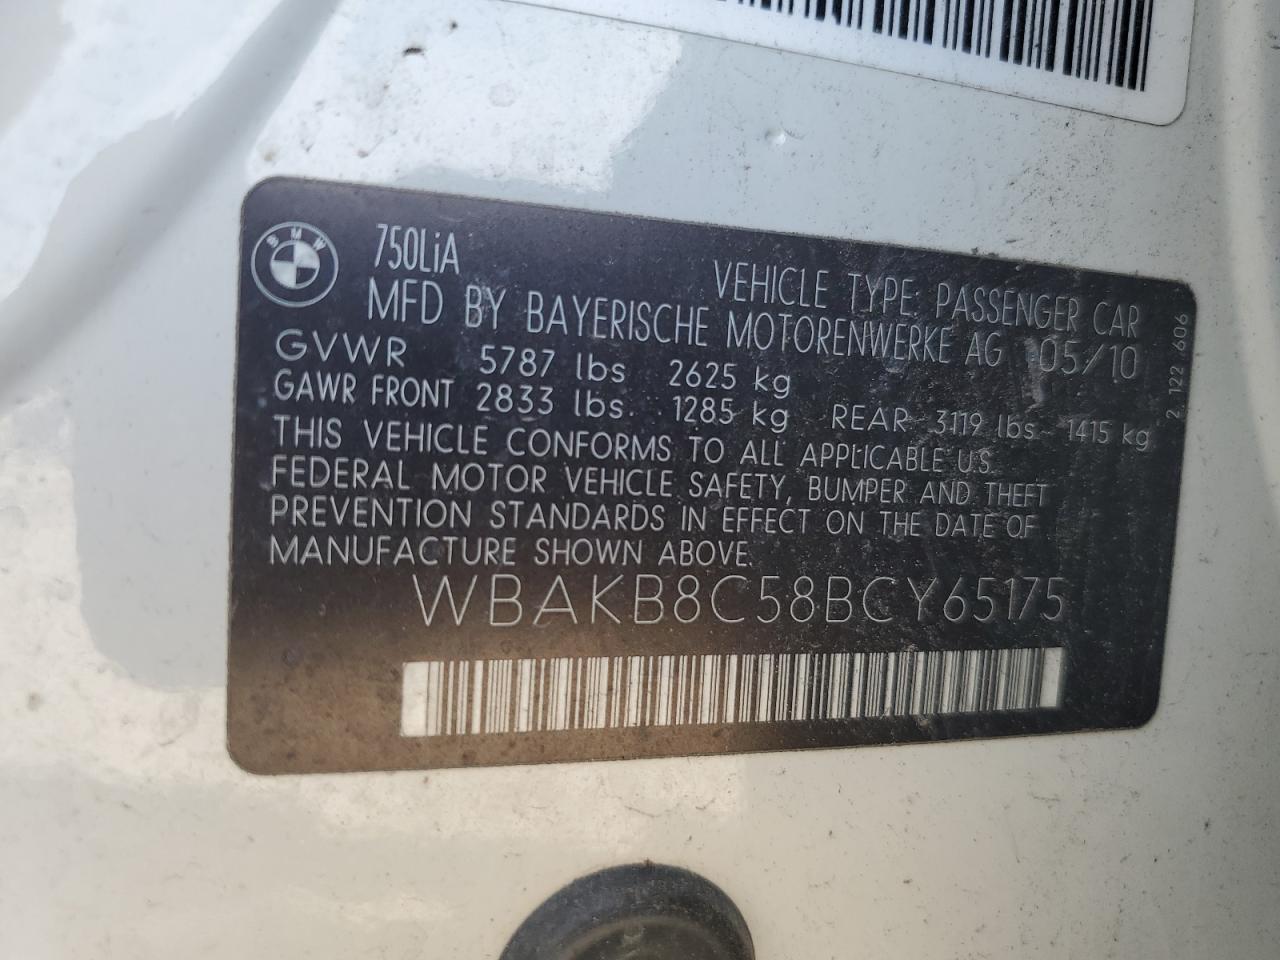 BMW
750LiA
VEHICLE TYPE PASSENGER CAR
MFD BY BAYERISCHE MOTORENWERKE AG 05/10
GVWR 5787 lbs 2625 kg
GAWR FRONT 2833 lbs 1285 kg REAR 3119 lbs 1415 kg
THIS VEHICLE CONFORMS TO ALL APPLICABLE U.S.
FEDERAL MOTOR VEHICLE SAFETY, BUMPER AND THEFT
PREVENTION STANDARDS IN EFFECT ON THE DATE OF
MANUFACTURE SHOWN ABOVE.
WBAKB8C58BCY65175
2 122 606